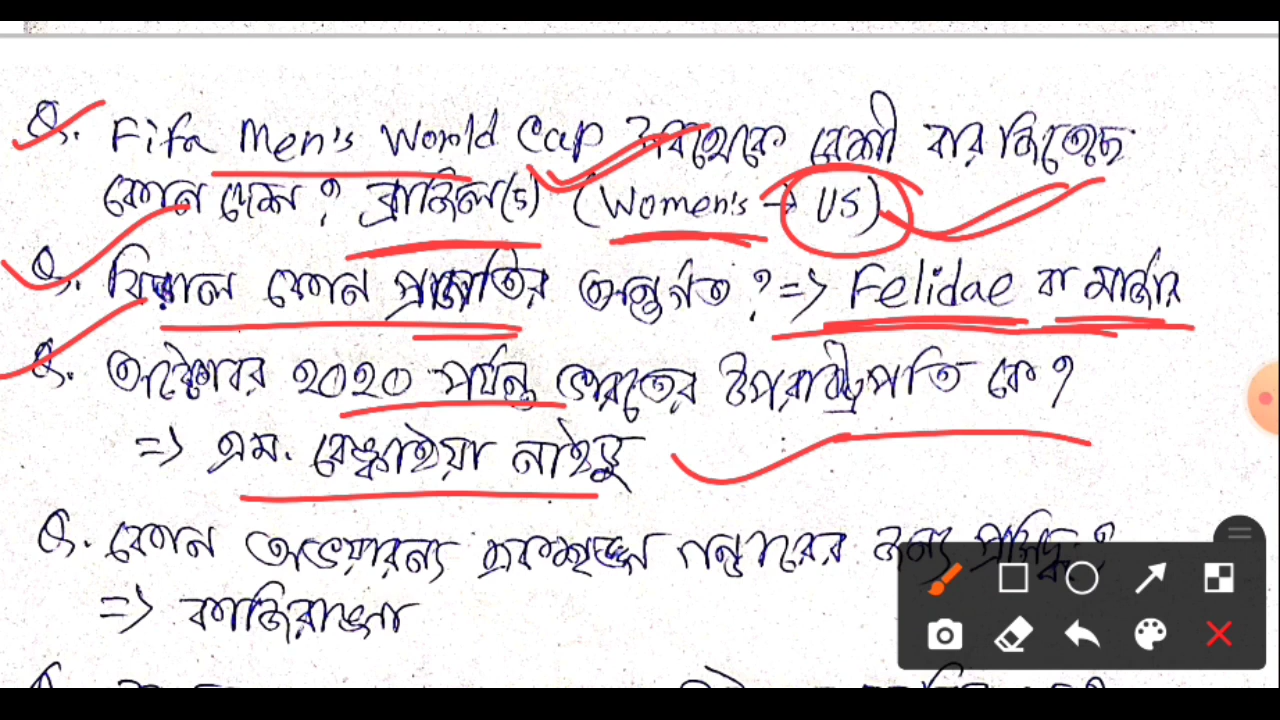 Q. Fifa Men's World Cup সবথেকে বেশী বার জিতেছে
কোন দেশ? ব্রাজিল(5) (Women's → US)
Q. বিড়াল কোন প্রজাতির অন্তর্গত? => Felidae বা মার্জার
Q. অক্টোবর ২০২০ পর্যন্ত ভারতের উপরাষ্ট্রপতি কে?
=> এম. বেঙ্কাইয়া নাইডু
Q. কোন অভয়ারন্য একশৃঙ্গ গন্ডারের জন্য প্রসিদ্ধ?
=> কাজিরাঙ্গা